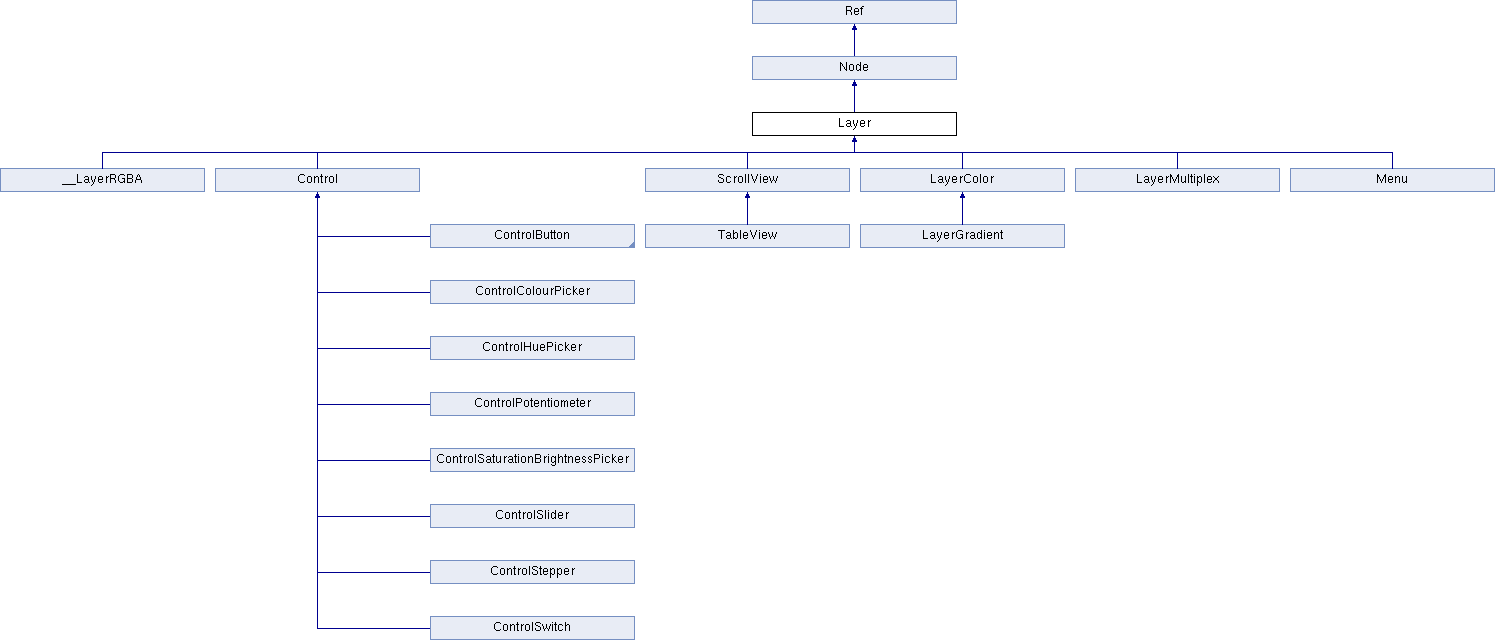 Ref
Node
Layer
__LayerRGBA
Control
ScrollView
LayerColor
LayerMultiplex
Menu
ControlButton
TableView
LayerGradient
ControlColourPicker
ControlHuePicker
ControlPotentiometer
ControlSaturationBrightnessPicker
ControlSlider
ControlStepper
ControlSwitch